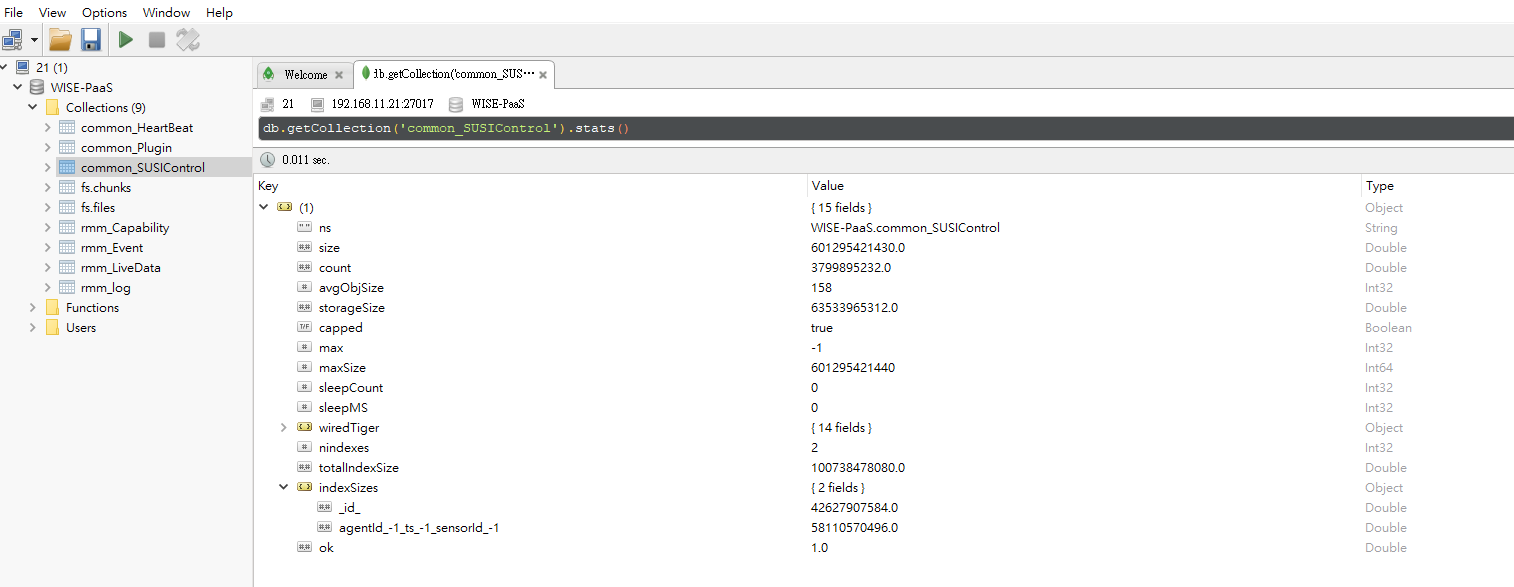 File View Options Window Help
21 (1)
WISE-PaaS
Collections (9)
common_HeartBeat
common_Plugin
common_SUSIControl
fs.chunks
fs.files
rmm_Capability
rmm_Event
rmm_LiveData
rmm_log
Functions
Users
Welcome db.getCollection('common_SUS···
21 192.168.11.21:27017 WISE-PaaS
db.getCollection('common_SUSIControl').stats()
0.011 sec.
Key Value Type
(1) { 15 fields } Object
ns WISE-PaaS.common_SUSIControl String
size 601295421430.0 Double
count 3799895232.0 Double
avgObjSize 158 Int32
storageSize 63533965312.0 Double
capped true Boolean
max -1 Int32
maxSize 601295421440 Int64
sleepCount 0 Int32
sleepMS 0 Int32
wiredTiger { 14 fields } Object
nindexes 2 Int32
totalIndexSize 100738478080.0 Double
indexSizes { 2 fields } Object
_id_ 42627907584.0 Double
agentId_-1_ts_-1_sensorId_-1 58110570496.0 Double
ok 1.0 Double